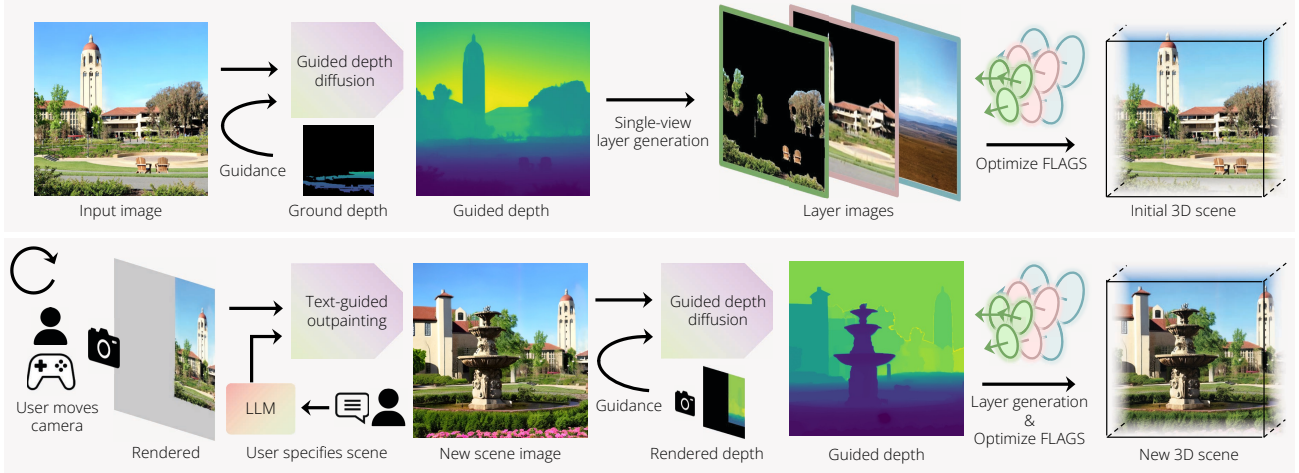 Guided depth
diffusion
Guidance
Single-view
layer generation
Optimize FLAGS
Input image
Ground depth
Guided depth
Layer images
Initial 3D scene
Text-guided
outpainting
Guided depth
diffusion
LLM
User moves
camera
Guidance
Layer generation
&
Optimize FLAGS
Rendered
User specifies scene
New scene image
Rendered depth
Guided depth
New 3D scene